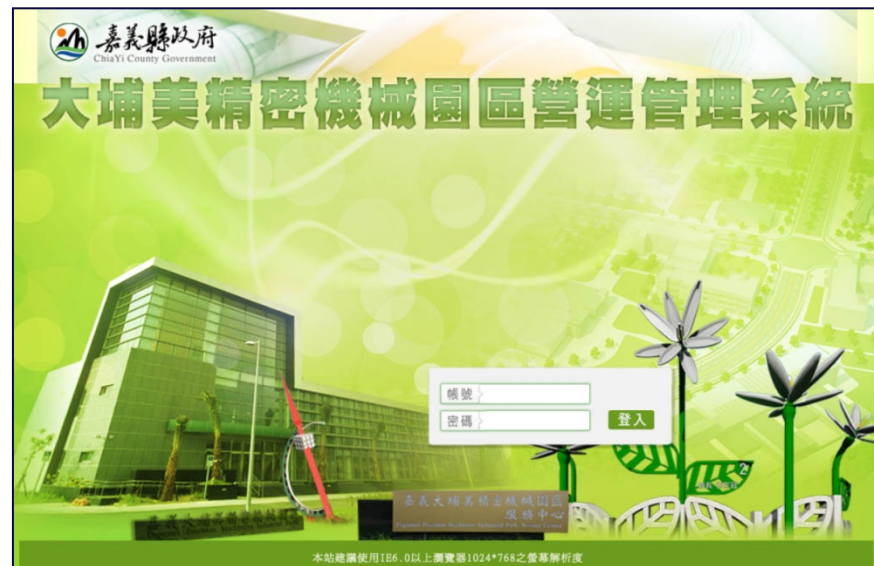 嘉義縣政府
ChiaYi County Government
大埔美精密機械園區營運管理系統
帳號
密碼
登入
嘉義大埔美精密機械園區
服務中心
本站建議使用IE6.0以上瀏覽器1024*768之螢幕解析度